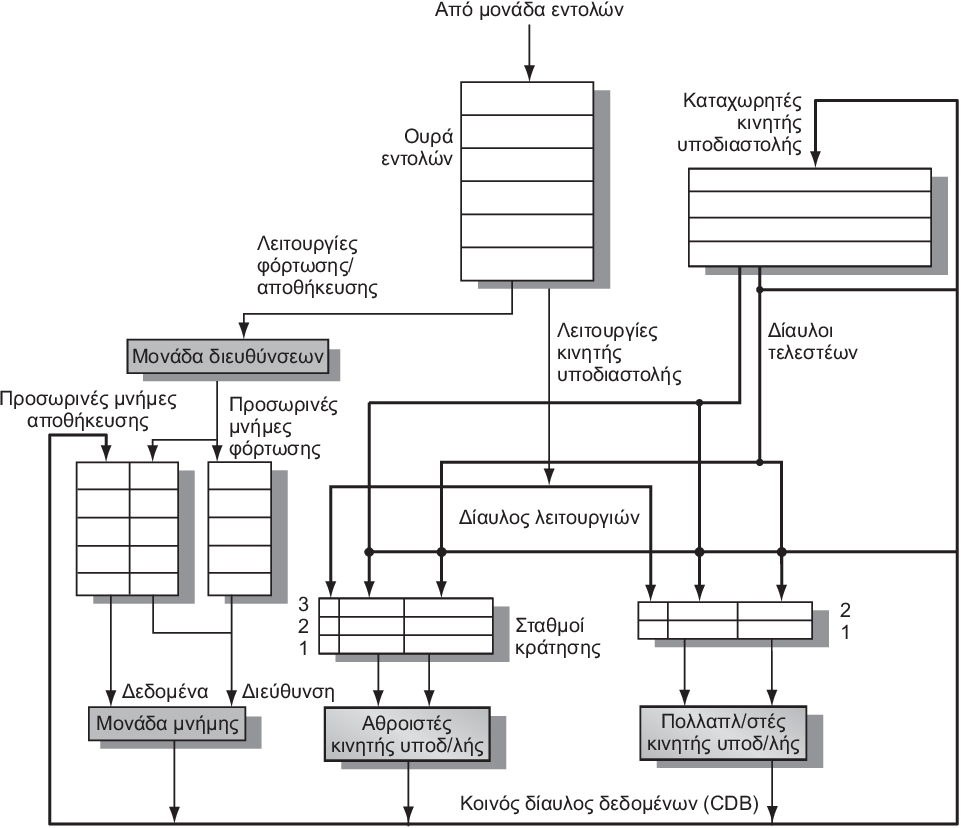 Από μονάδα εντολών
Ουρά
εντολών
Καταχωρητές
κινητής
υποδιαστολής
Λειτουργίες
φόρτωσης/
αποθήκευσης
Λειτουργίες
κινητής
υποδιαστολής
Δίαυλοι
τελεστέων
Μονάδα διευθύνσεων
Προσωρινές μνήμες
αποθήκευσης
Προσωρινές
μνήμες
φόρτωσης
Δίαυλος λειτουργιών
3
2
1
Σταθμοί
κράτησης
2
1
Δεδομένα
Διεύθυνση
Μονάδα μνήμης
Αθροιστές
κινητής υποδ/λής
Πολλαπλ/στές
κινητής υποδ/λής
Κοινός δίαυλος δεδομένων (CDB)